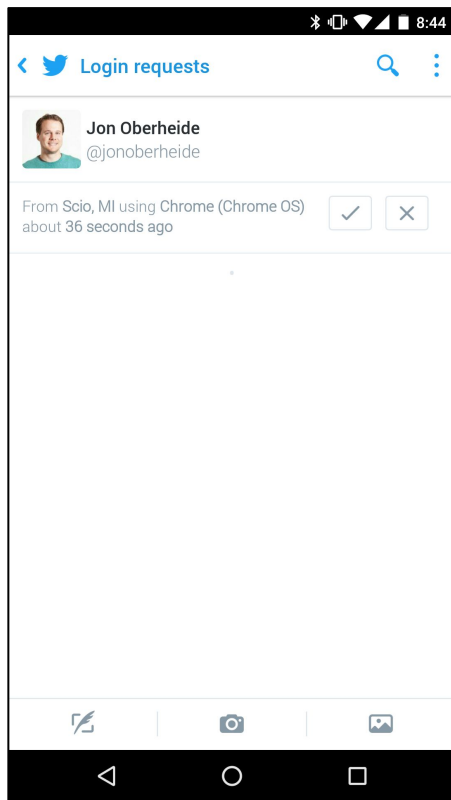 8:44
Login requests
Jon Oberheide
@jonoberheide
From Scio, MI using Chrome (Chrome OS)
about 36 seconds ago